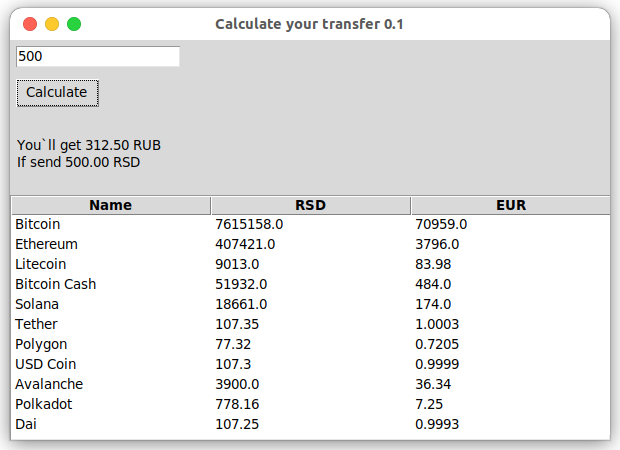 Calculate your transfer 0.1
500
Calculate
You`ll get 312.50 RUB
If send 500.00 RSD
Name RSD EUR
Bitcoin 7615158.0 70959.0
Ethereum 407421.0 3796.0
Litecoin 9013.0 83.98
Bitcoin Cash 51932.0 484.0
Solana 18661.0 174.0
Tether 107.35 1.0003
Polygon 77.32 0.7205
USD Coin 107.3 0.9999
Avalanche 3900.0 36.34
Polkadot 778.16 7.25
Dai 107.25 0.9993